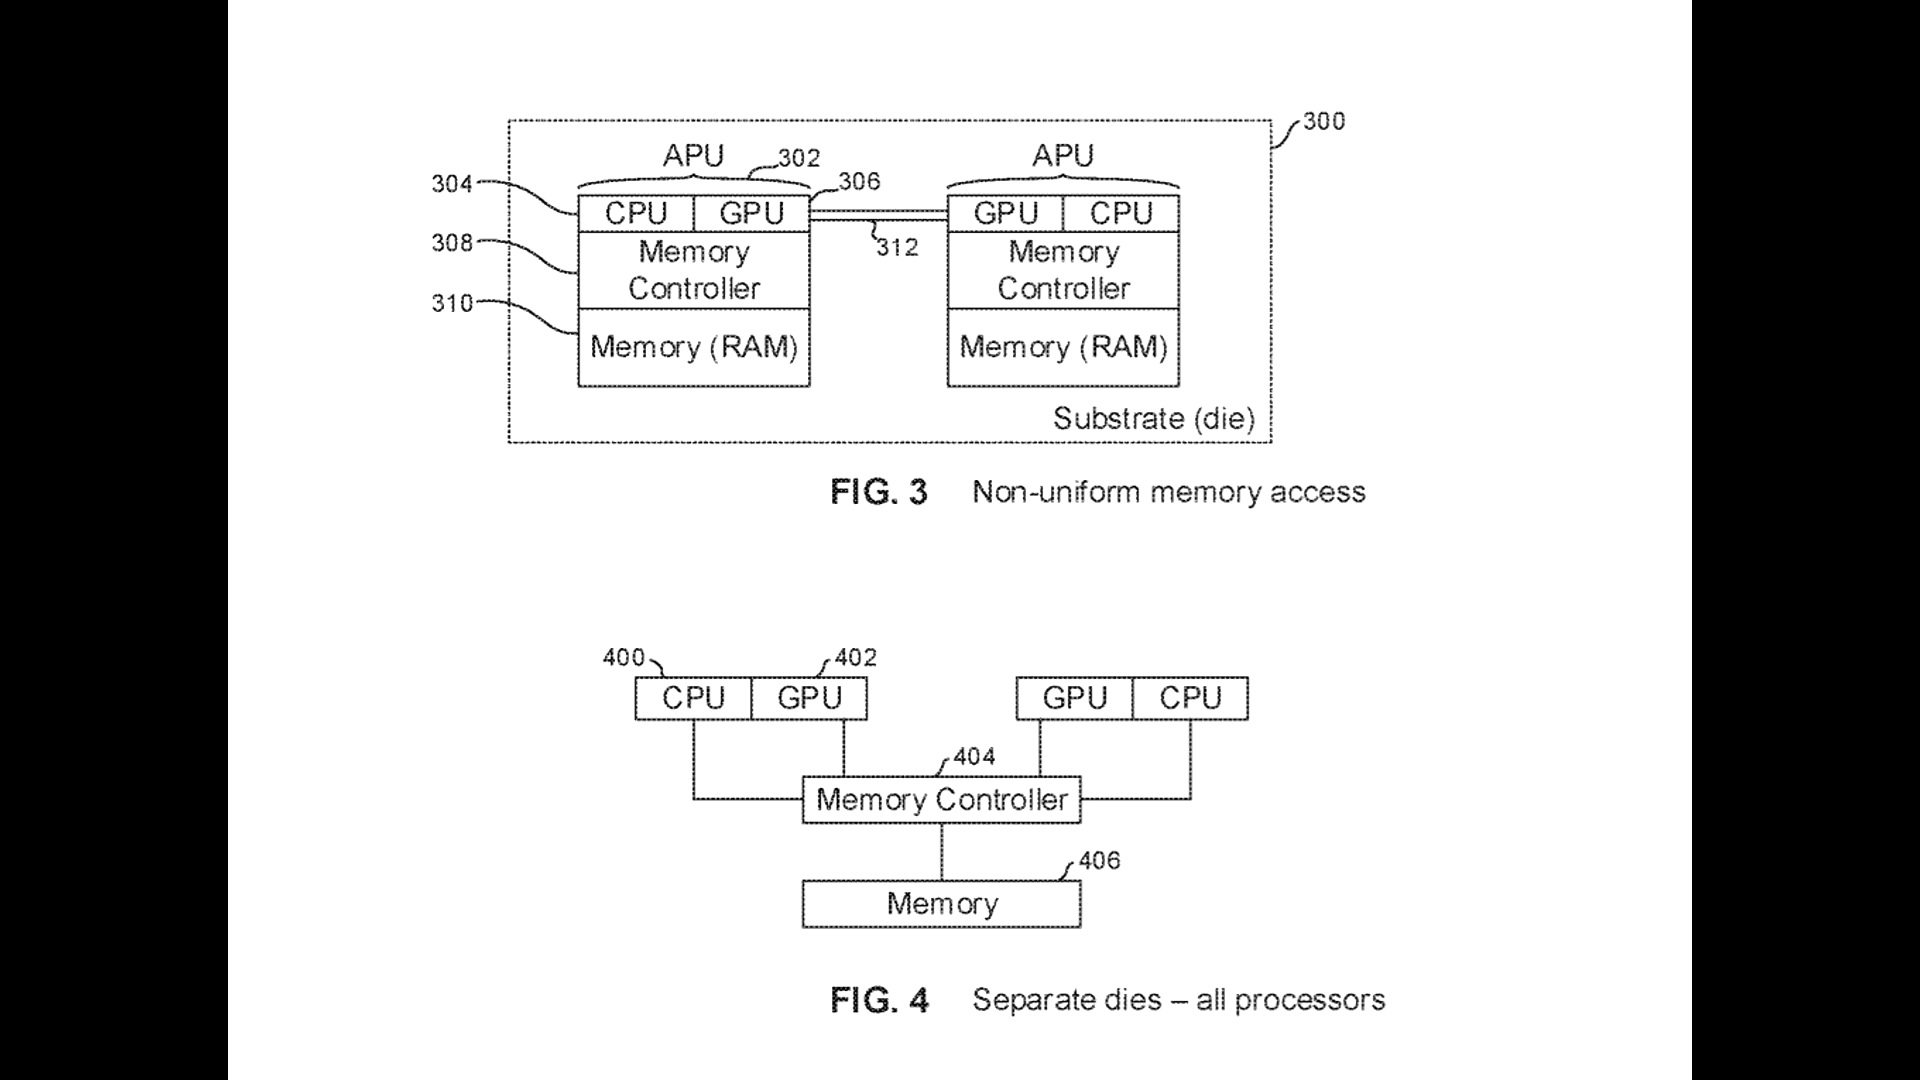 300
APU 302 APU
304 306
CPU GPU GPU CPU
308 312
Memory Controller Memory Controller
310
Memory (RAM) Memory (RAM)
Substrate (die)
FIG. 3 Non-uniform memory access
400 402
CPU GPU GPU CPU
404
Memory Controller
406
Memory
FIG. 4 Separate dies – all processors